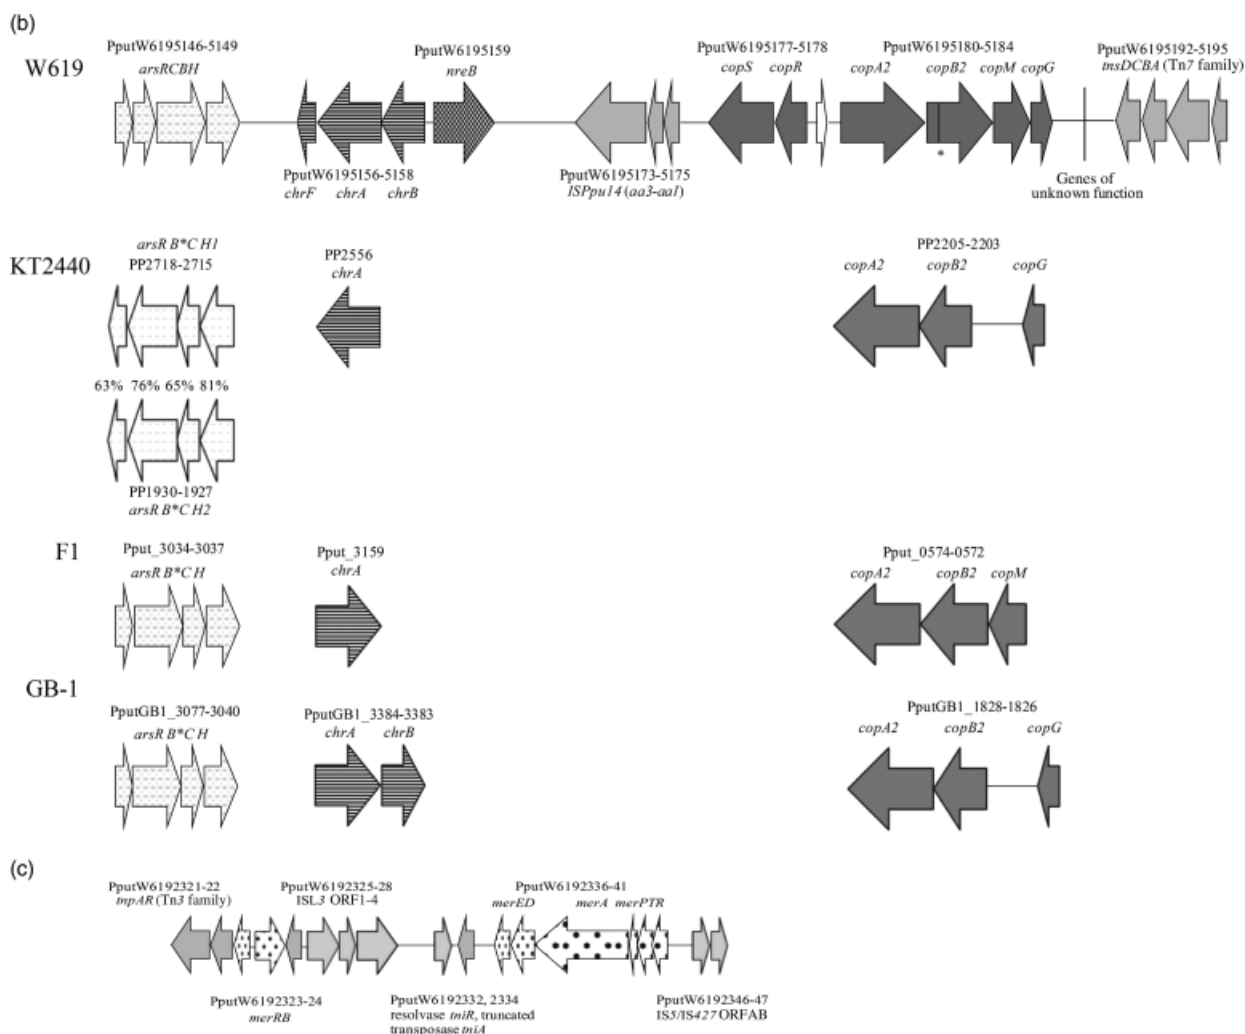 (b)
PputW6195146-5149 PputW6195159 PputW6195177-5178 PputW6195180-5184 PputW6195192-5195
W619 arsRCBH nreB copS copR copA2 copB2 copM copG tnsDCBA (Tn7 family)
*
PputW6195156-5158 PputW6195173-5175 Genes of
chrF chrA chrB ISPpu14 (aa3-aa1) unknown function
arsR B*C H1
KT2440 PP2718-2715 PP2556 PP2205-2203
chrA copA2 copB2 copG
63% 76% 65% 81%
PP1930-1927
arsR B*C H2
F1 Pput_3034-3037 Pput_3159 Pput_0574-0572
arsR B*C H chrA copA2 copB2 copM
GB-1
PputGB1_3077-3040 PputGB1_3384-3383 PputGB1_1828-1826
arsR B*C H chrA chrB copA2 copB2 copG
(c)
PputW6192321-22 PputW6192325-28 PputW6192336-41
tnpAR (Tn3 family) ISL3 ORF1-4 merED merA merPTR
PputW6192323-24 PputW6192332, 2334 PputW6192346-47
merRB resolvase tniR, truncated IS5/IS427 ORFAB
transposase tniA